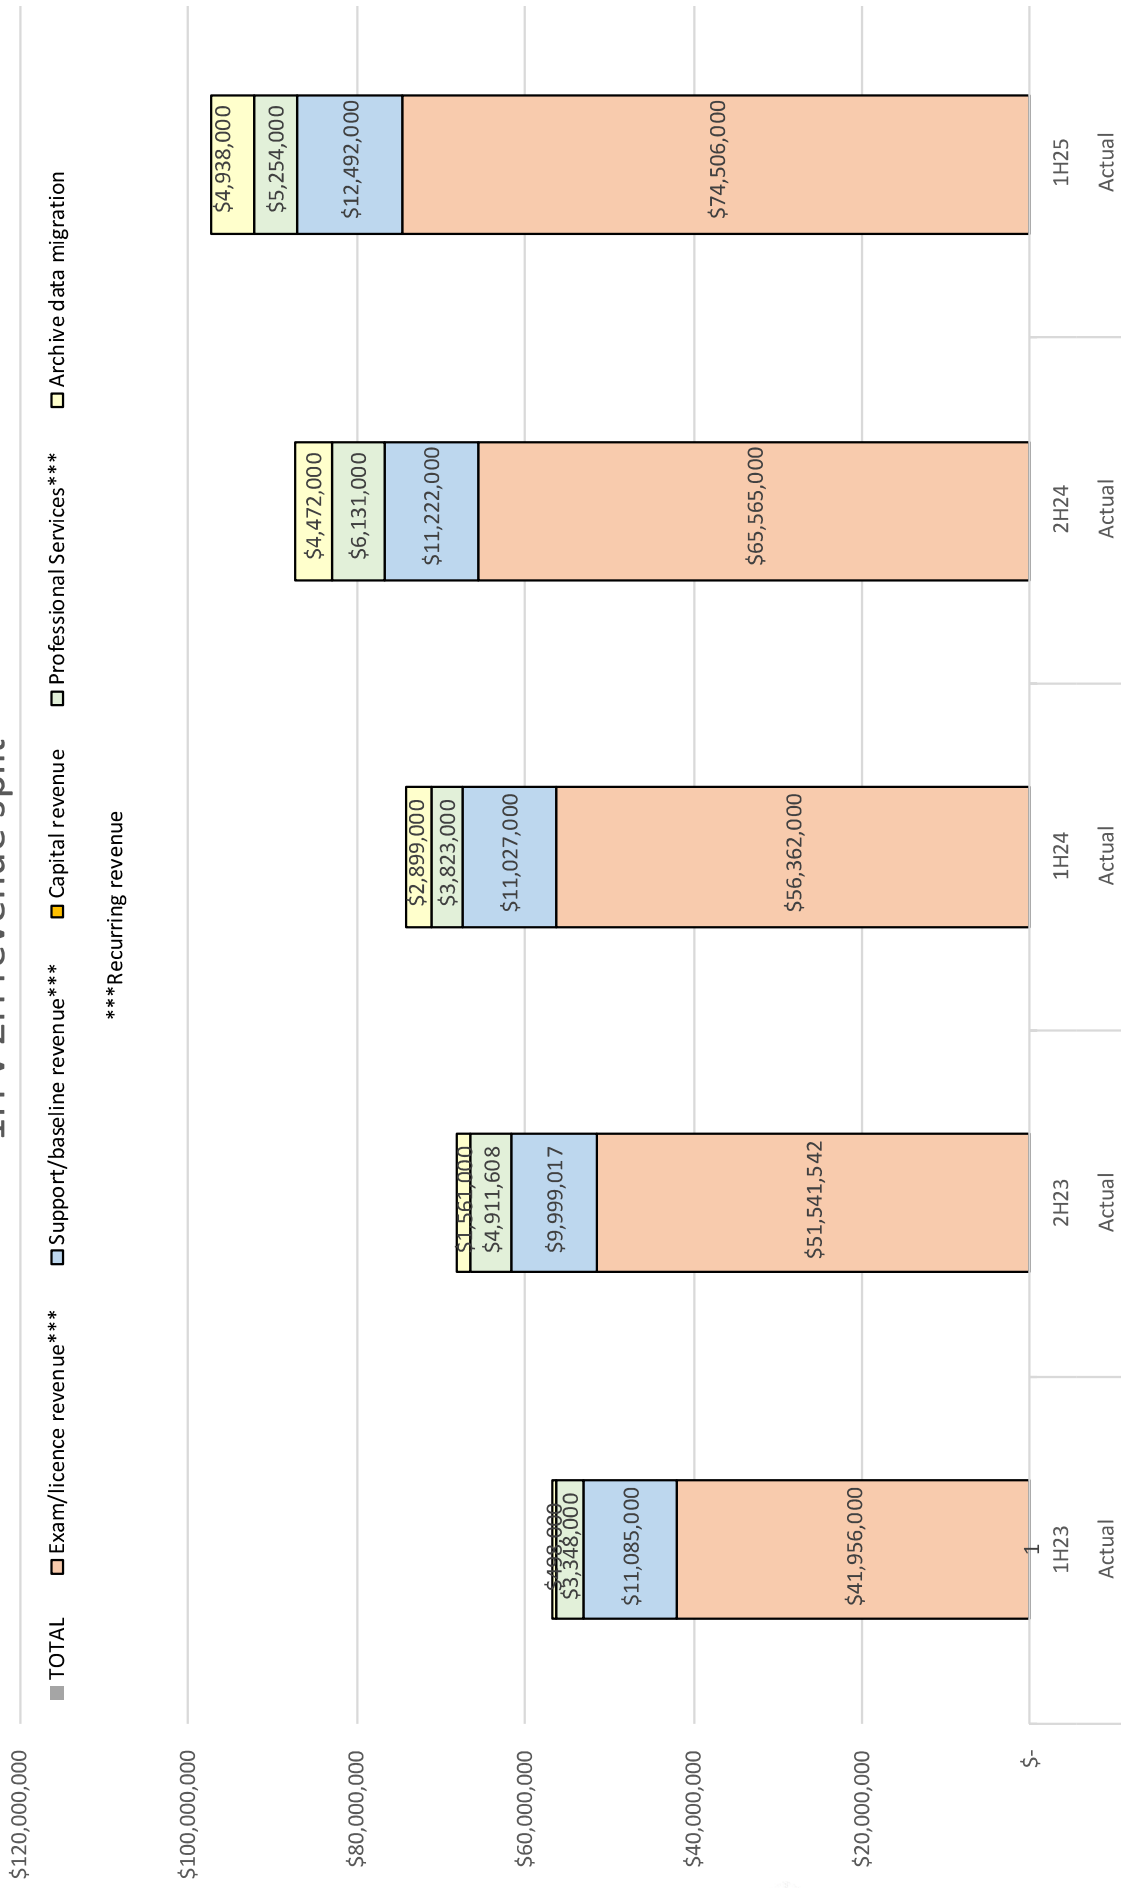 $120,000,000
TOTAL
Exam/licence revenue***
Support/baseline revenue***
Capital revenue
Professional Services***
Archive data migration
***Recurring revenue
$100,000,000
$80,000,000
$60,000,000
$40,000,000
$20,000,000
$-
$3,348,000
$11,085,000
$41,956,000
1
$1,561,000
$4,911,608
$9,999,017
$51,541,542
$2,899,000
$3,823,000
$11,027,000
$56,362,000
$4,472,000
$6,131,000
$11,222,000
$65,565,000
$4,938,000
$5,254,000
$12,492,000
$74,506,000
1H23
2H23
1H24
2H24
1H25
Actual
Actual
Actual
Actual
Actual